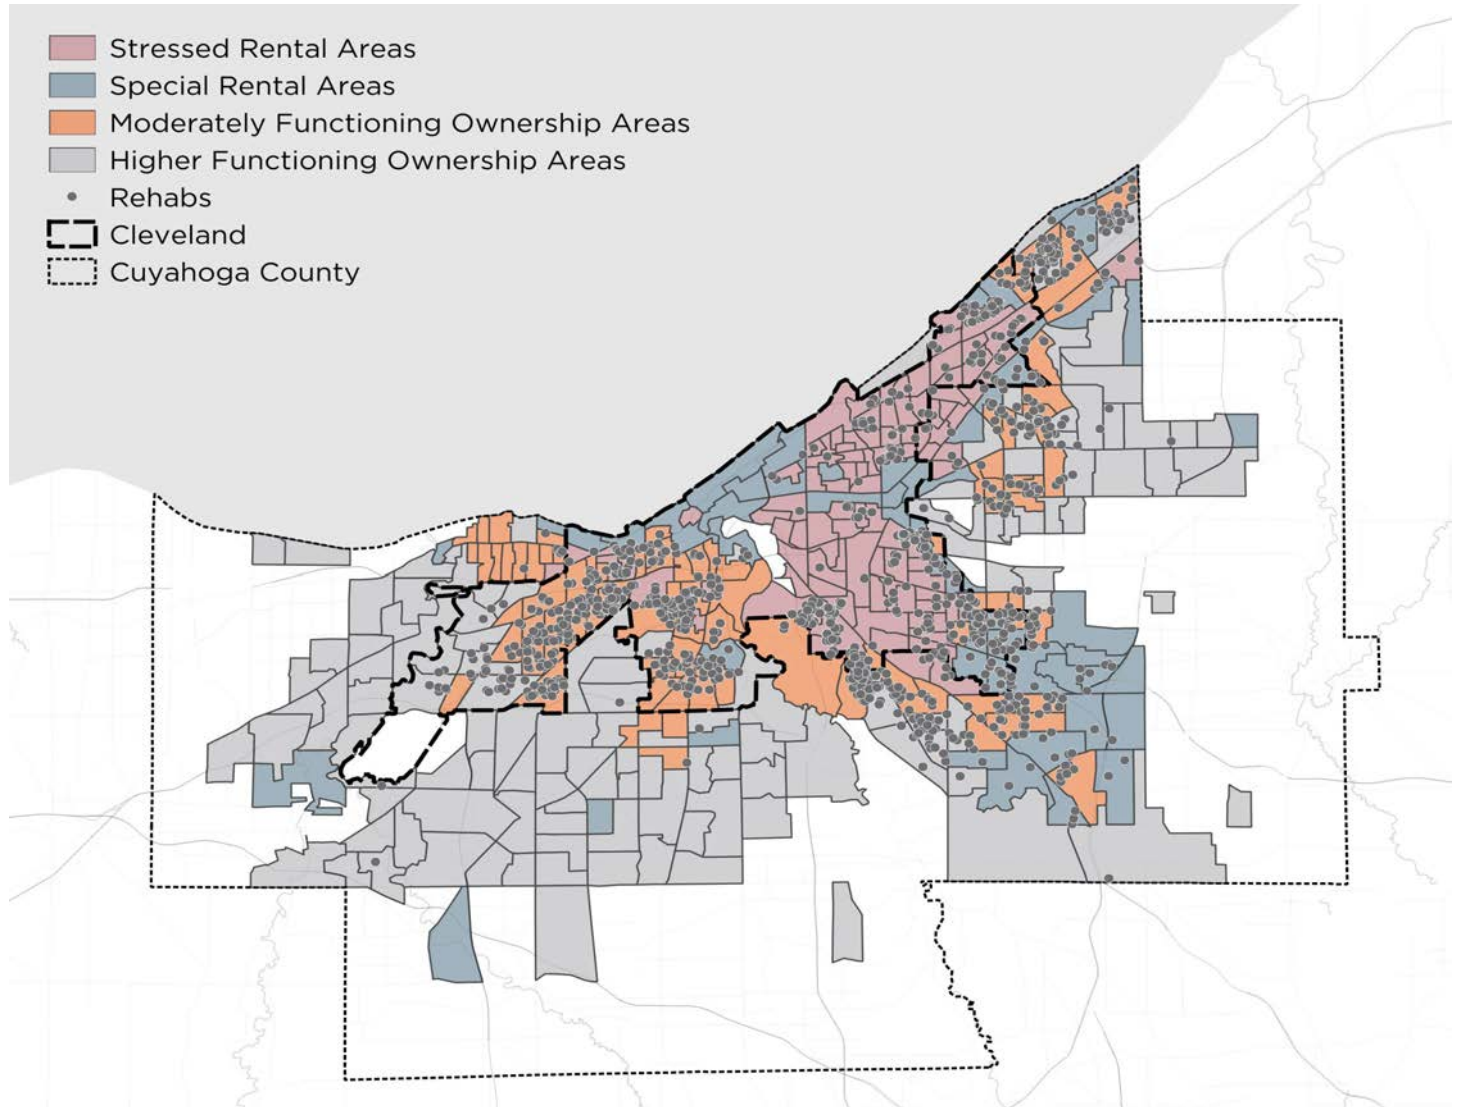 Stressed Rental Areas
Special Rental Areas
Moderately Functioning Ownership Areas
Higher Functioning Ownership Areas
Rehabs
Cleveland
Cuyahoga County